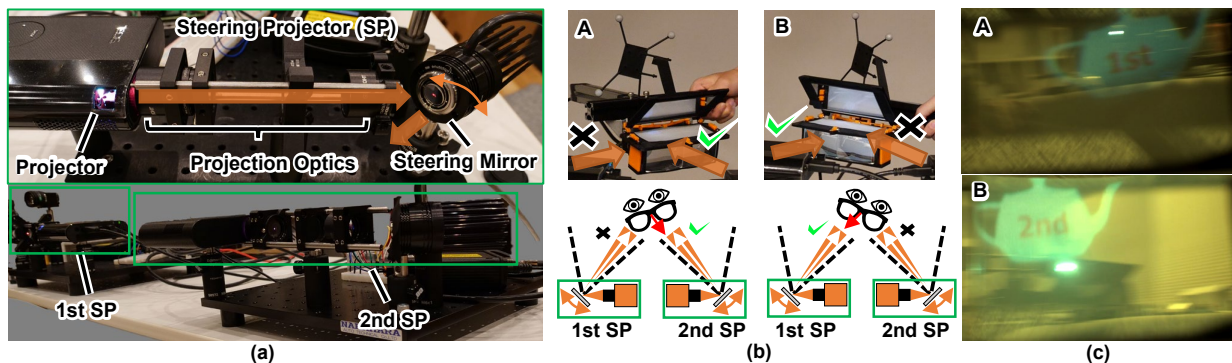 Steering Projector (SP)
Projector
Projection Optics
Steering Mirror
1st SP
2nd SP
(a)
A
B
1st SP
2nd SP
1st SP
2nd SP
(b)
A
1st
B
2nd
(c)